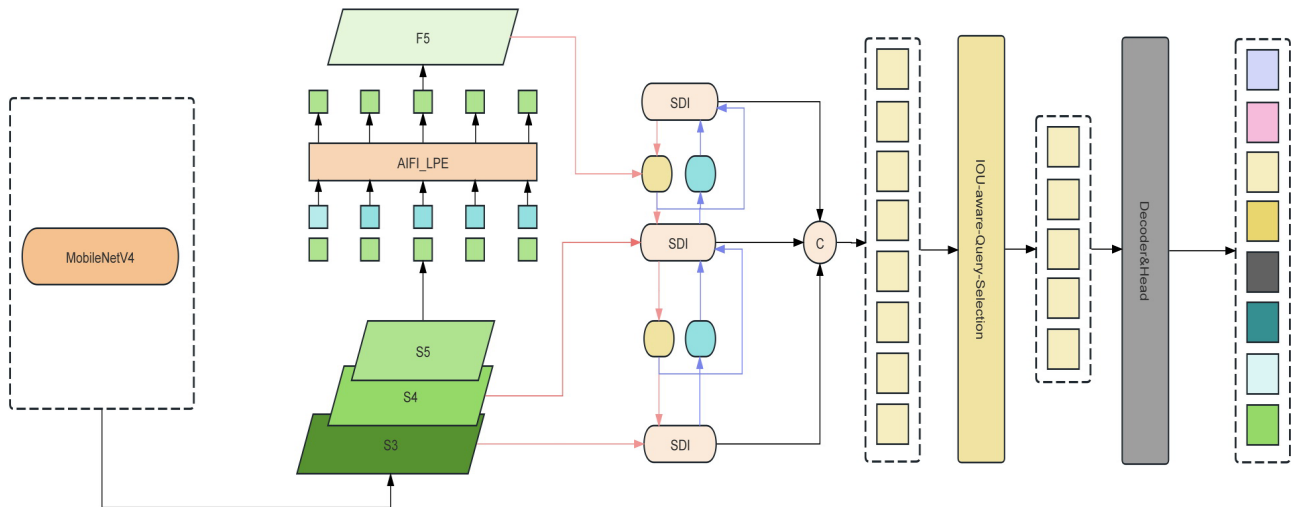 MobileNetV4
F5
AIFI_LPE
S5
S4
S3
SDI
SDI
SDI
C
IOU-aware-Query-Selection
Decoder&Head